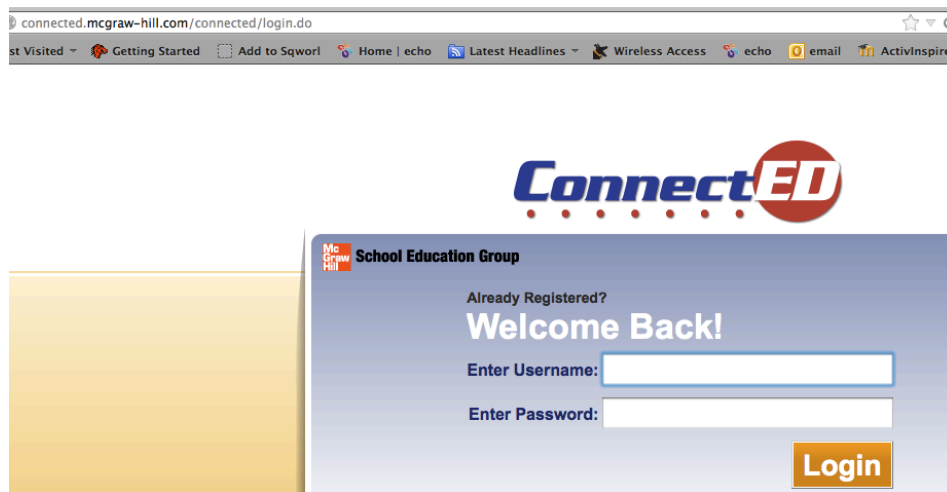 connected.mcgraw-hill.com/connected/login.do
st Visited Getting Started Add to Sqworl Home | echo Latest Headlines Wireless Access echo email ActivInspire
ConnectED
Mc Graw Hill School Education Group
Already Registered?
Welcome Back!
Enter Username:
Enter Password:
Login